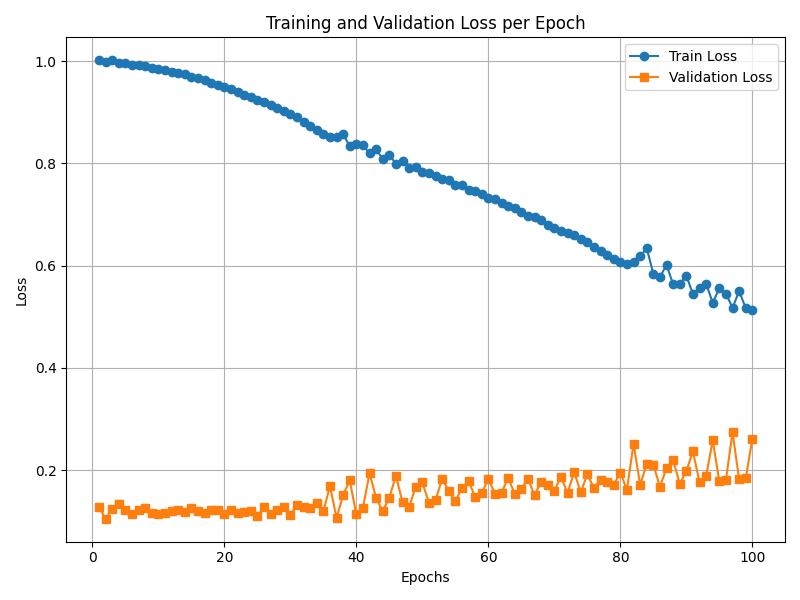 Training and Validation Loss per Epoch
Train Loss
Validation Loss
1.0
0.8
0.6
0.4
0.2
Loss
0 20 40 60 80 100
Epochs